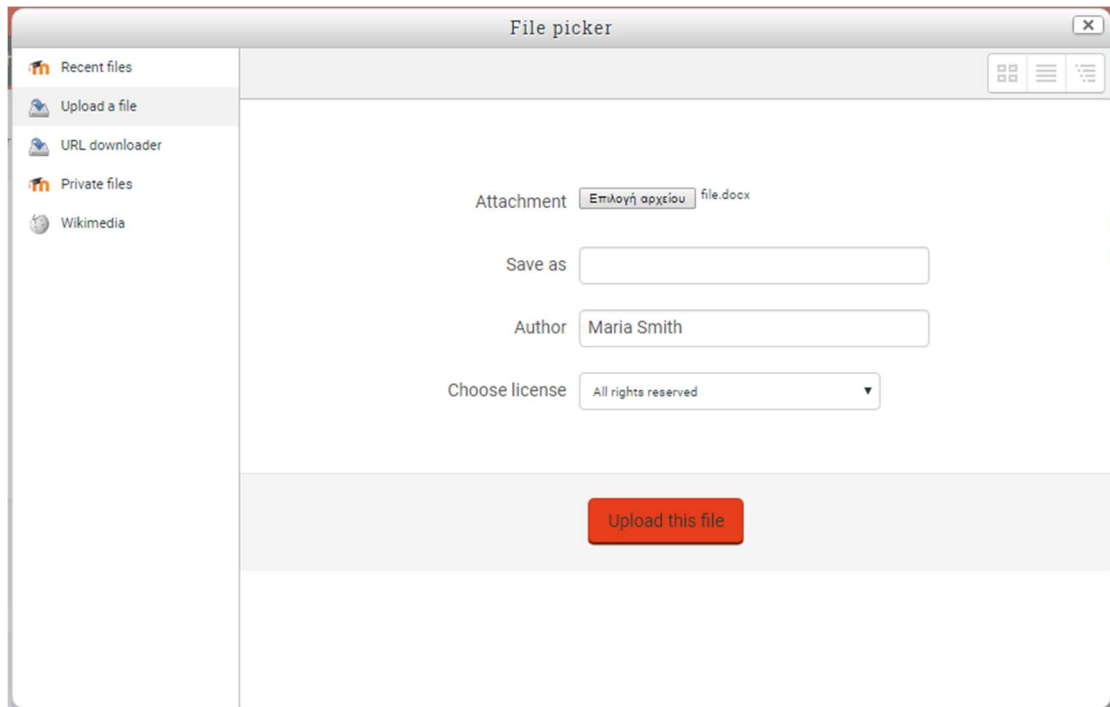 File picker
Recent files
Upload a file
URL downloader
Private files
Wikimedia
Attachment Επιλογή αρχείου file.docx
Save as
Author Maria Smith
Choose license All rights reserved
Upload this file